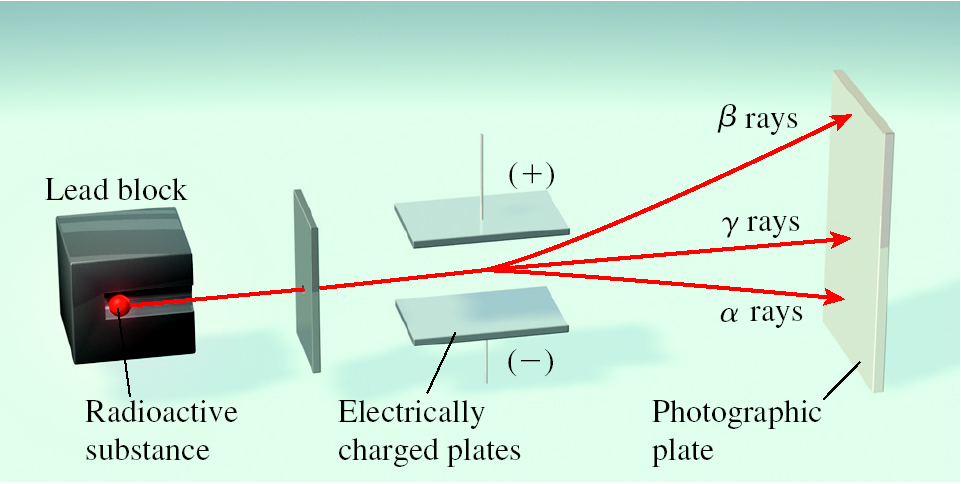 β rays
(+)
Lead block
γ rays
α rays
(−)
Radioactive
substance
Electrically
charged plates
Photographic
plate